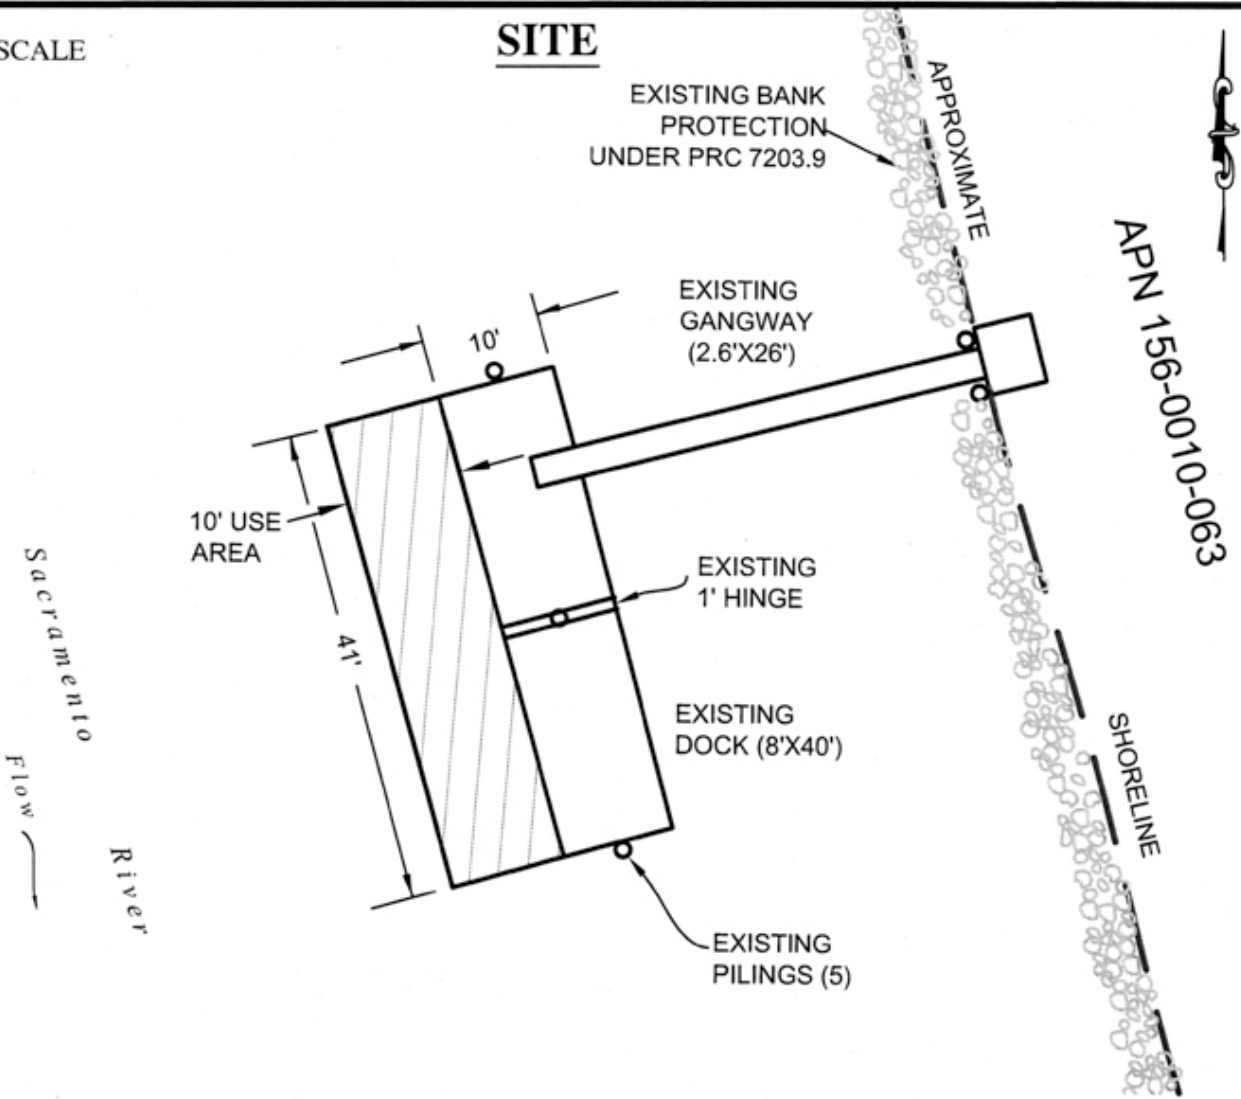 SCALE
SITE
EXISTING BANK
PROTECTION
UNDER PRC 7203.9
APPROXIMATE
APN 156-0010-063
EXISTING
GANGWAY
(2.6'X26')
10'
10' USE
AREA
41'
EXISTING
1' HINGE
EXISTING
DOCK (8'X40')
SHORELINE
Sacramento
River
Flow
EXISTING
PILINGS (5)